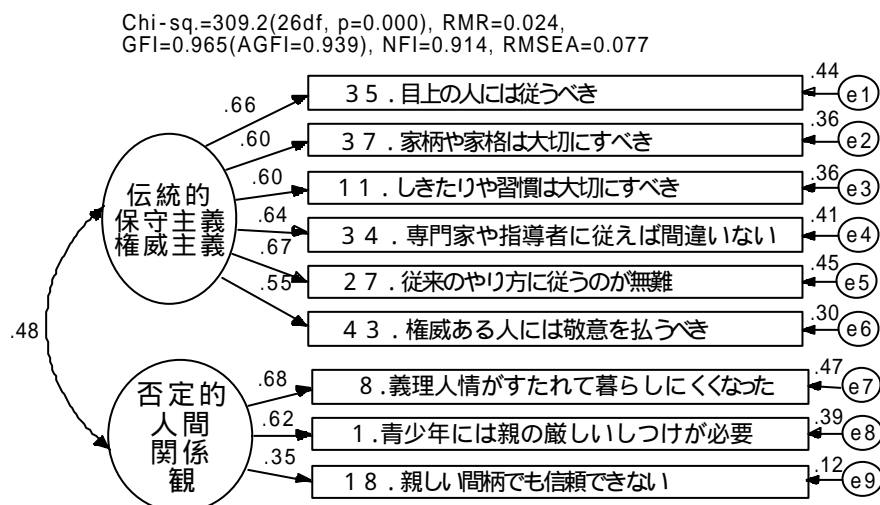 Chi-sq.=309.2(26df, p=0.000), RMR=0.024,
GFI=0.965(AGFI=0.939), NFI=0.914, RMSEA=0.077
.44
35.目上の人には従うべき
e1
.66
.36
37.家柄や家格は大切にすべき
e2
.60
.36
11.しきたりや習慣は大切にすべき
e3
.60
伝統的
保守主義
権威主義
.41
34.専門家や指導者に従えば間違いない
e4
.64
.45
27.従来のやり方に従うのが無難
e5
.67
.30
43.権威ある人には敬意を払うべき
e6
.55
.48
.47
8.義理人情がすたれて暮らしにくくなった
e7
.68
否定的
人間
関係
観
.39
1.青少年には親の厳しいしつけが必要
e8
.62
.12
18.親しい間柄でも信頼できない
e9
.35